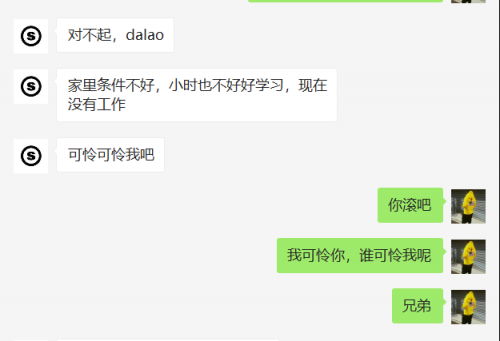 对不起，dalao
家里条件不好，小时也不好好学习，现在
没有工作
可怜可怜我吧
你滚吧
我可怜你，谁可怜我呢
兄弟